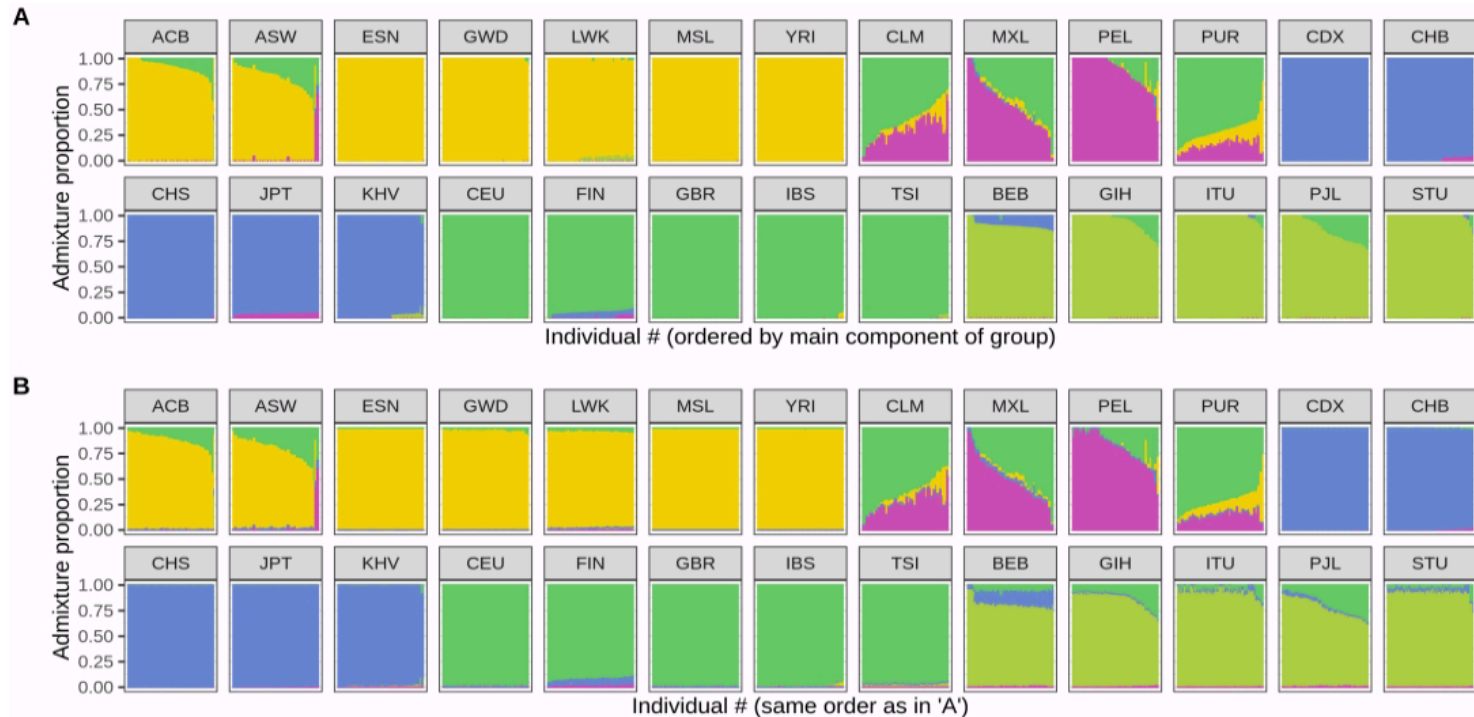 A
ACB ASW ESN GWD LWK MSL YRI CLM MXL PEL PUR CDX CHB
1.00
0.75
0.50
0.25
0.00
CHS JPT KHV CEU FIN GBR IBS TSI BEB GIH ITU PJL STU
1.00
0.75
0.50
0.25
0.00
Admixture proportion
Individual # (ordered by main component of group)
B
ACB ASW ESN GWD LWK MSL YRI CLM MXL PEL PUR CDX CHB
1.00
0.75
0.50
0.25
0.00
CHS JPT KHV CEU FIN GBR IBS TSI BEB GIH ITU PJL STU
1.00
0.75
0.50
0.25
0.00
Admixture proportion
Individual # (same order as in 'A')